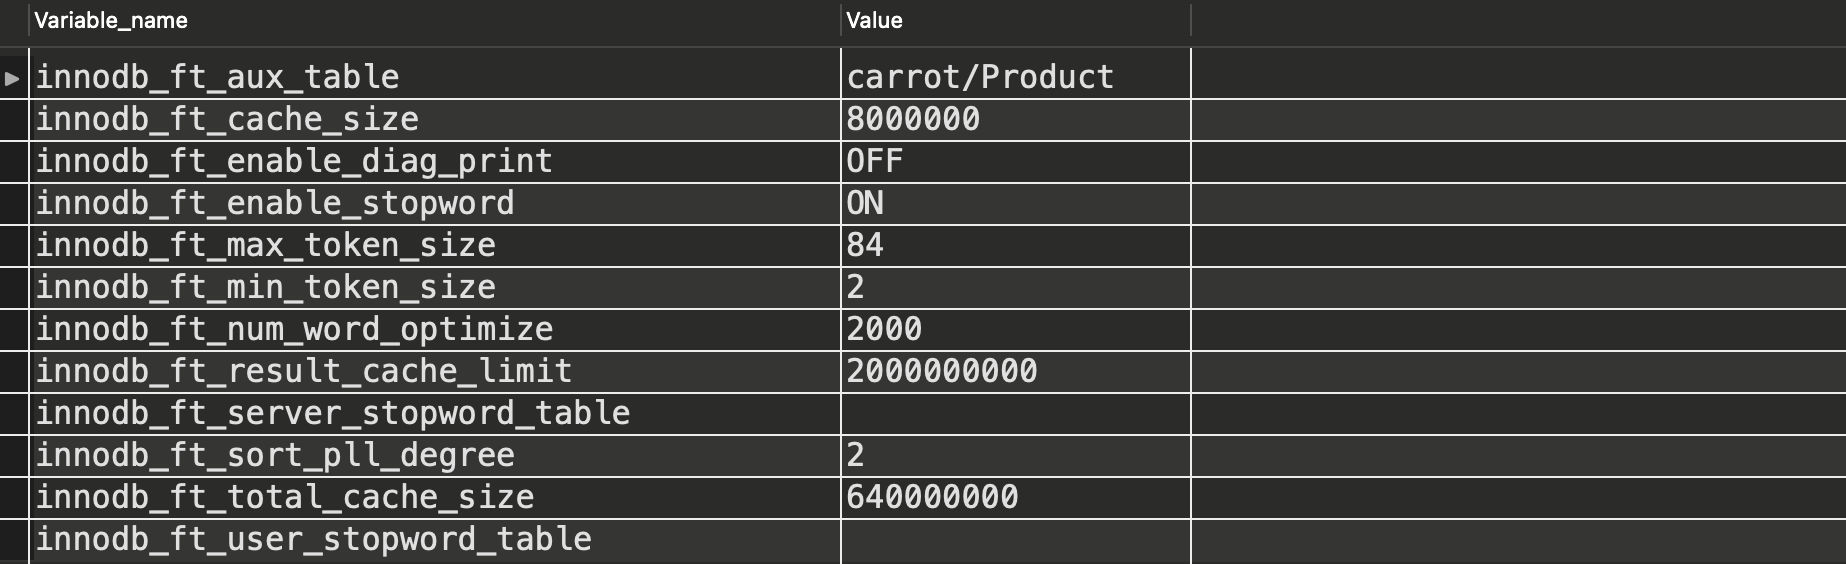 Variable_name Value
innodb_ft_aux_table carrot/Product
innodb_ft_cache_size 8000000
innodb_ft_enable_diag_print OFF
innodb_ft_enable_stopword ON
innodb_ft_max_token_size 84
innodb_ft_min_token_size 2
innodb_ft_num_word_optimize 2000
innodb_ft_result_cache_limit 2000000000
innodb_ft_server_stopword_table
innodb_ft_sort_pll_degree 2
innodb_ft_total_cache_size 640000000
innodb_ft_user_stopword_table